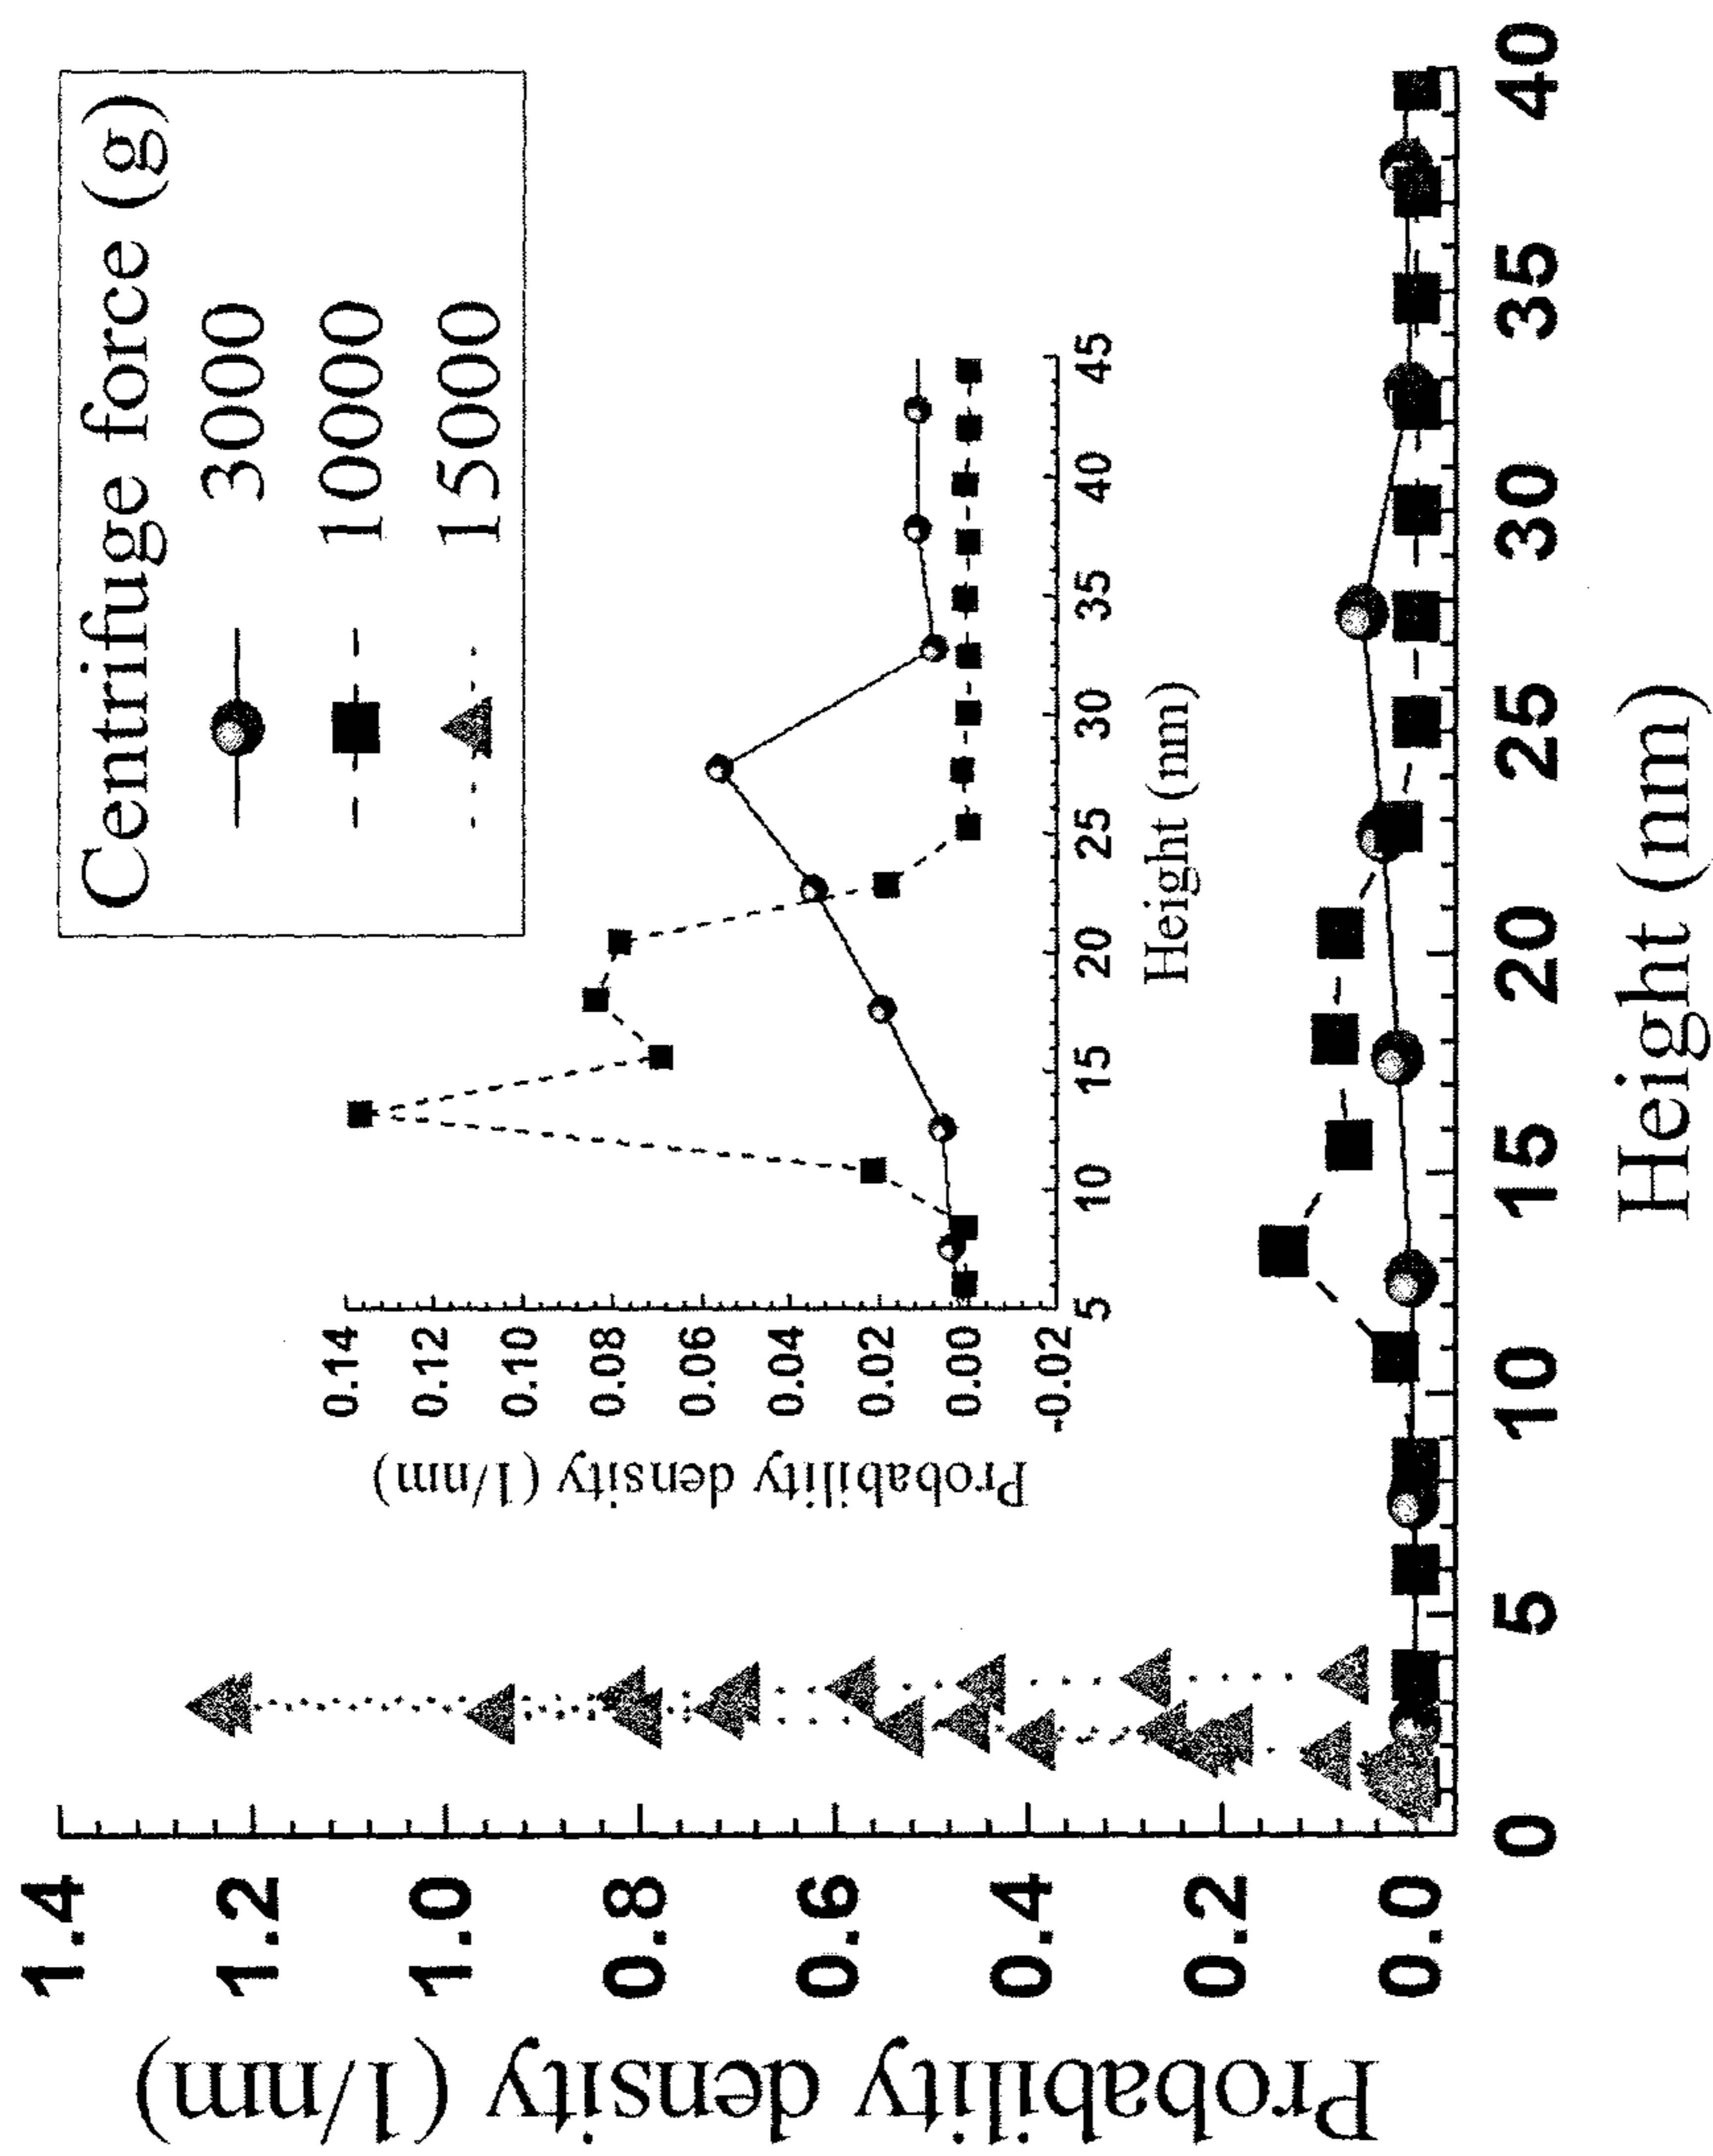 Centrifuge force (g)
3000
10000
15000
Probability density (1/nm)
1.4
1.2
1.0
0.8
0.6
0.4
0.2
0.0
0 5 10 15 20 25 30 35 40
Height (nm)
Probability density (1/nm)
0.14
0.12
0.10
0.08
0.06
0.04
0.02
0.00
-0.02
5 10 15 20 25 30 35 40 45
Height (nm)